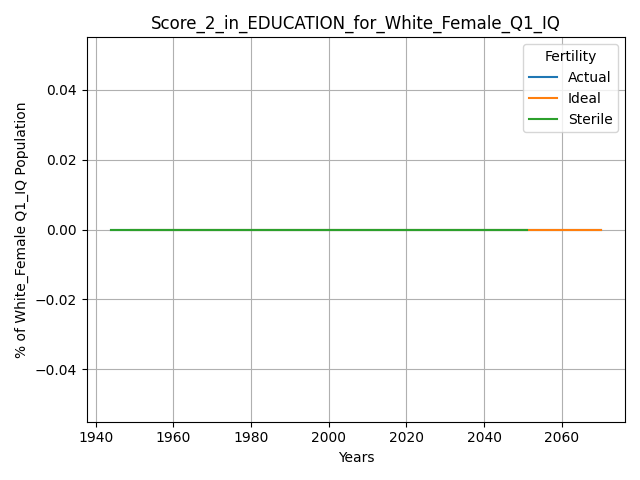 Score_2_in_EDUCATION_for_White_Female_Q1_IQ
Fertility
Actual
Ideal
Sterile
0.04
0.02
0.00
−0.02
−0.04
% of White_Female Q1_IQ Population
1940 1960 1980 2000 2020 2040 2060
Years